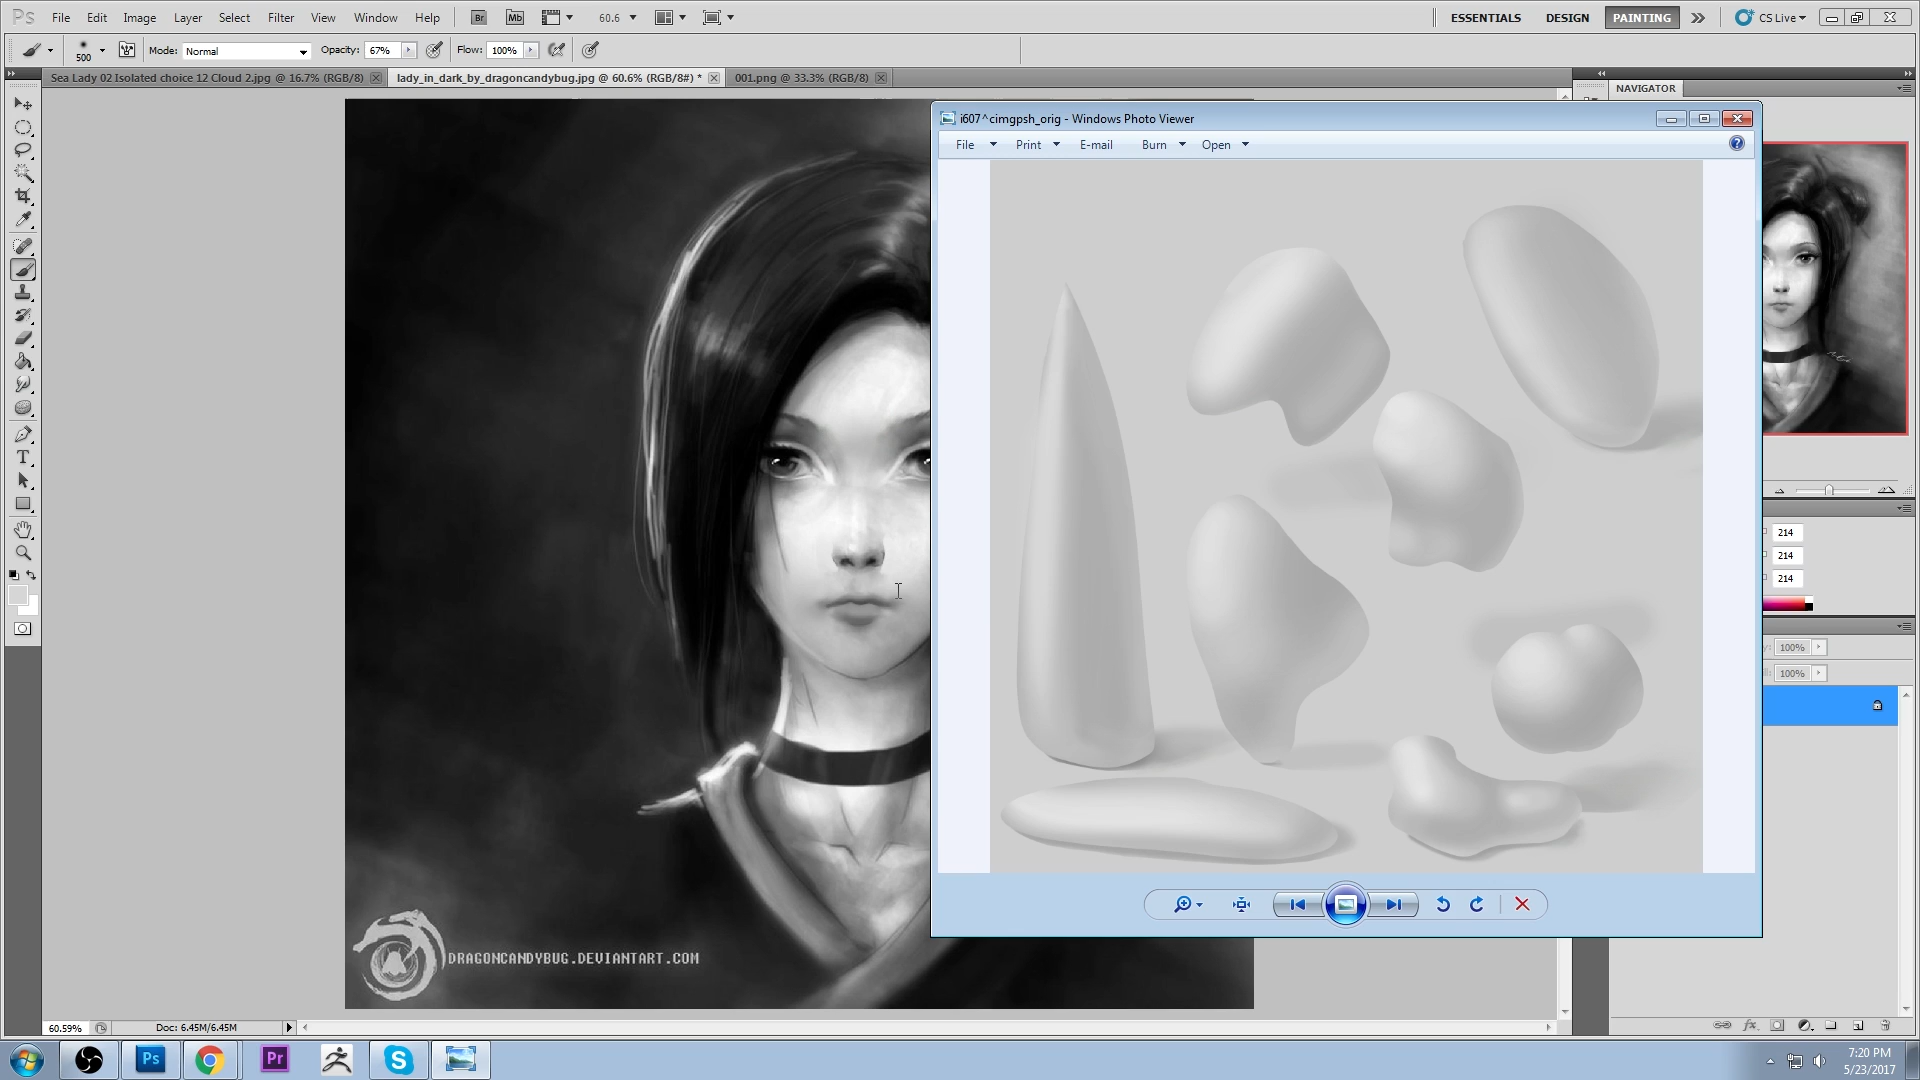 Ps File Edit Image Layer Select Filter View Window Help Br Mb 60.6 ESSENTIALS DESIGN PAINTING CS Live
500 Mode: Normal Opacity: 67% Flow: 100%
Sea Lady 02 Isolated choice 12 Cloud 2.jpg @ 16.7% (RGB/8) lady_in_dark_by_dragoncandybug.jpg @ 60.6% (RGB/8#) * 001.png @ 33.3% (RGB/8)
NAVIGATOR
i607^cimgpsh_orig - Windows Photo Viewer
File Print E-mail Burn Open
214
214
214
100%
100%
DRAGONCANDYBUG.DEVIANTART.COM
60.59% Doc: 6.45M/6.45M
Ps Pr
7:20 PM
5/23/2017